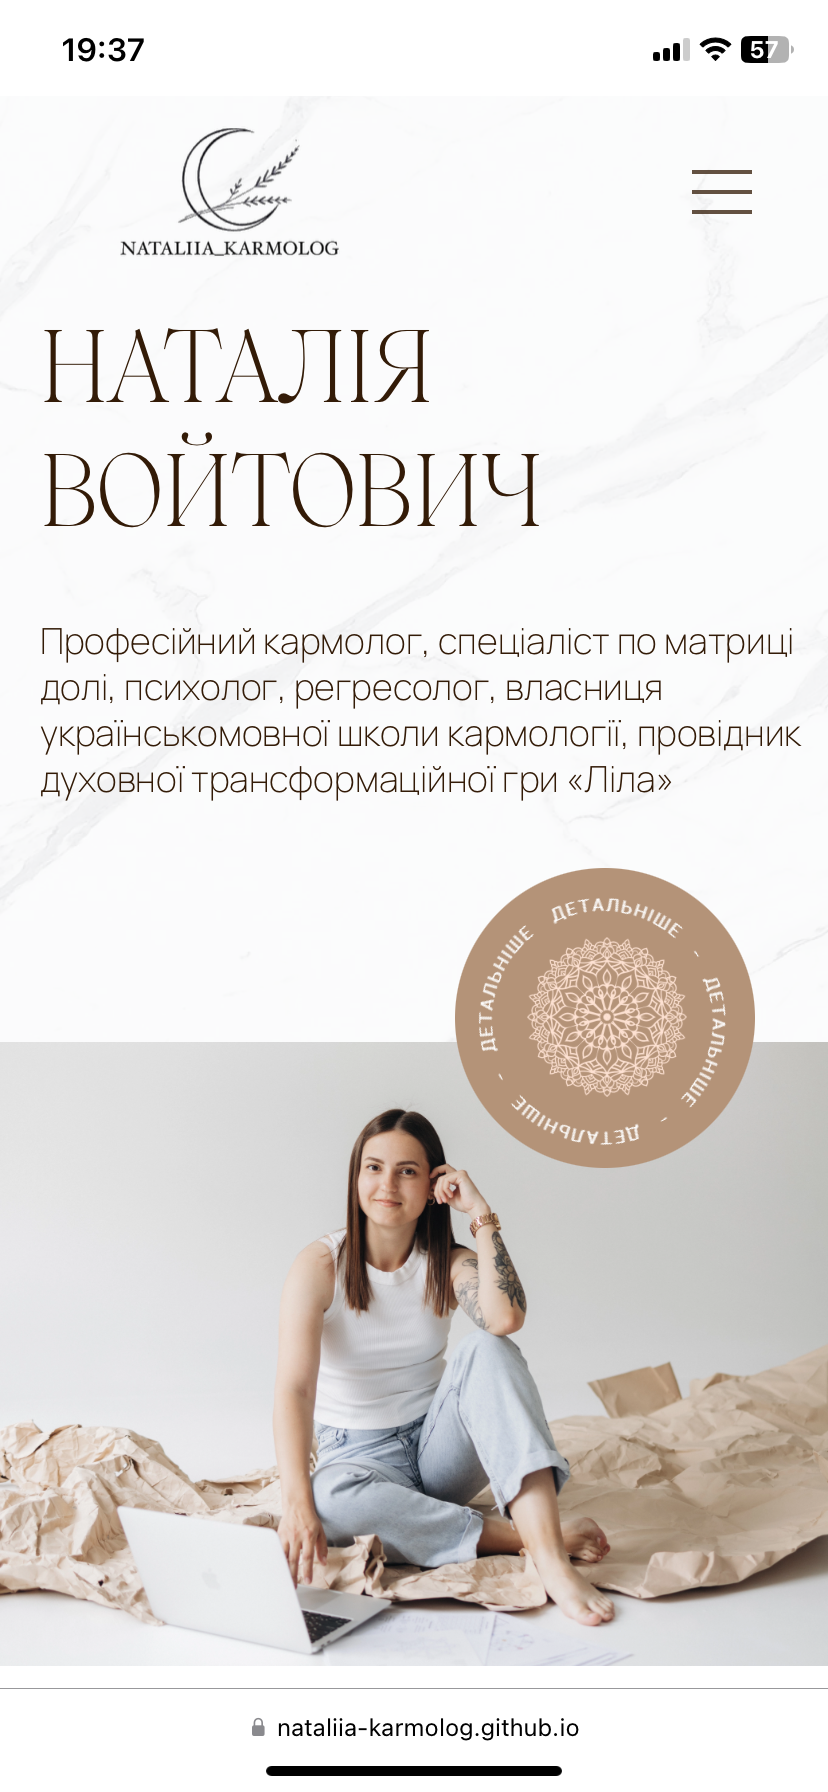 19:37
57
NATALIIA_KARMOLOG
НАТАЛІЯ
ВОЙТОВИЧ
Професійний кармолог, спеціаліст по матриці
долі, психолог, регресолог, власниця
українськомовної школи кармології, провідник
духовної трансформаційної гри «Ліла»
ДЕТАЛЬНІШЕ - ДЕТАЛЬНІШЕ - ДЕТАЛЬНІШЕ - ДЕТАЛЬНІШЕ
nataliia-karmolog.github.io